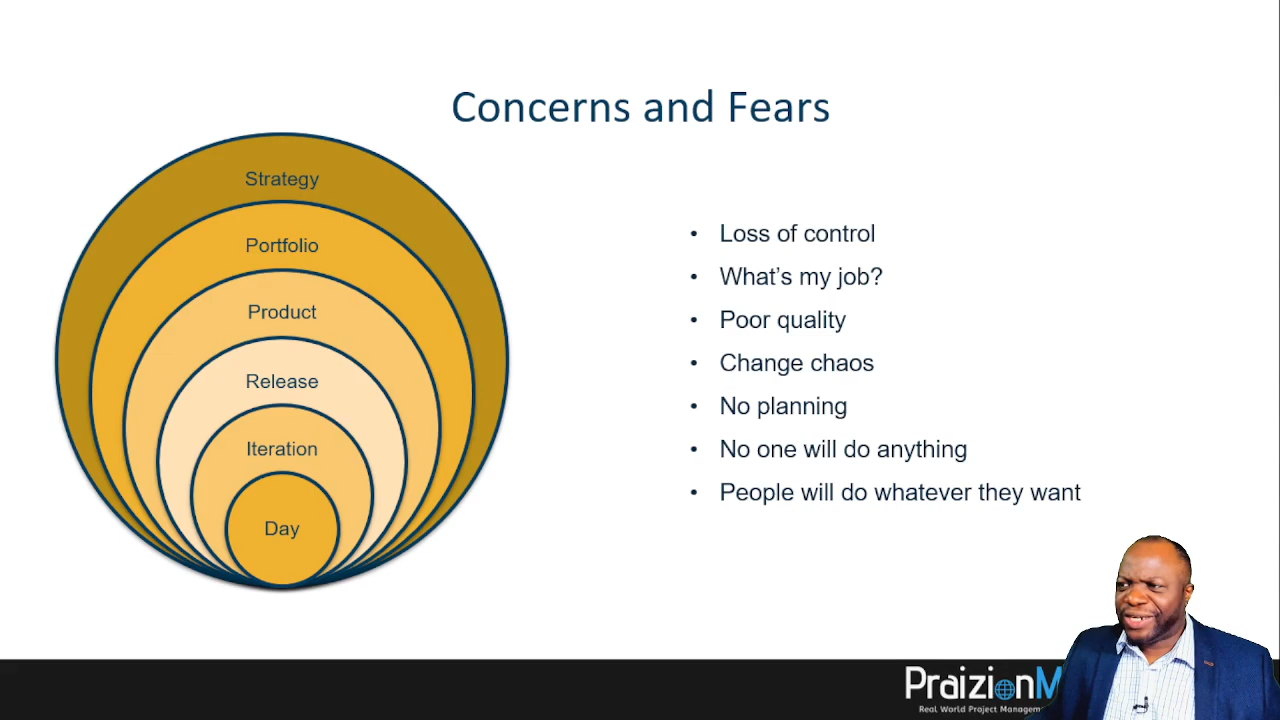 Concerns and Fears
Strategy
Portfolio
Product
Release
Iteration
Day
• Loss of control
• What's my job?
• Poor quality
• Change chaos
• No planning
• No one will do anything
• People will do whatever they want
PraizionM
Real World Project Managem